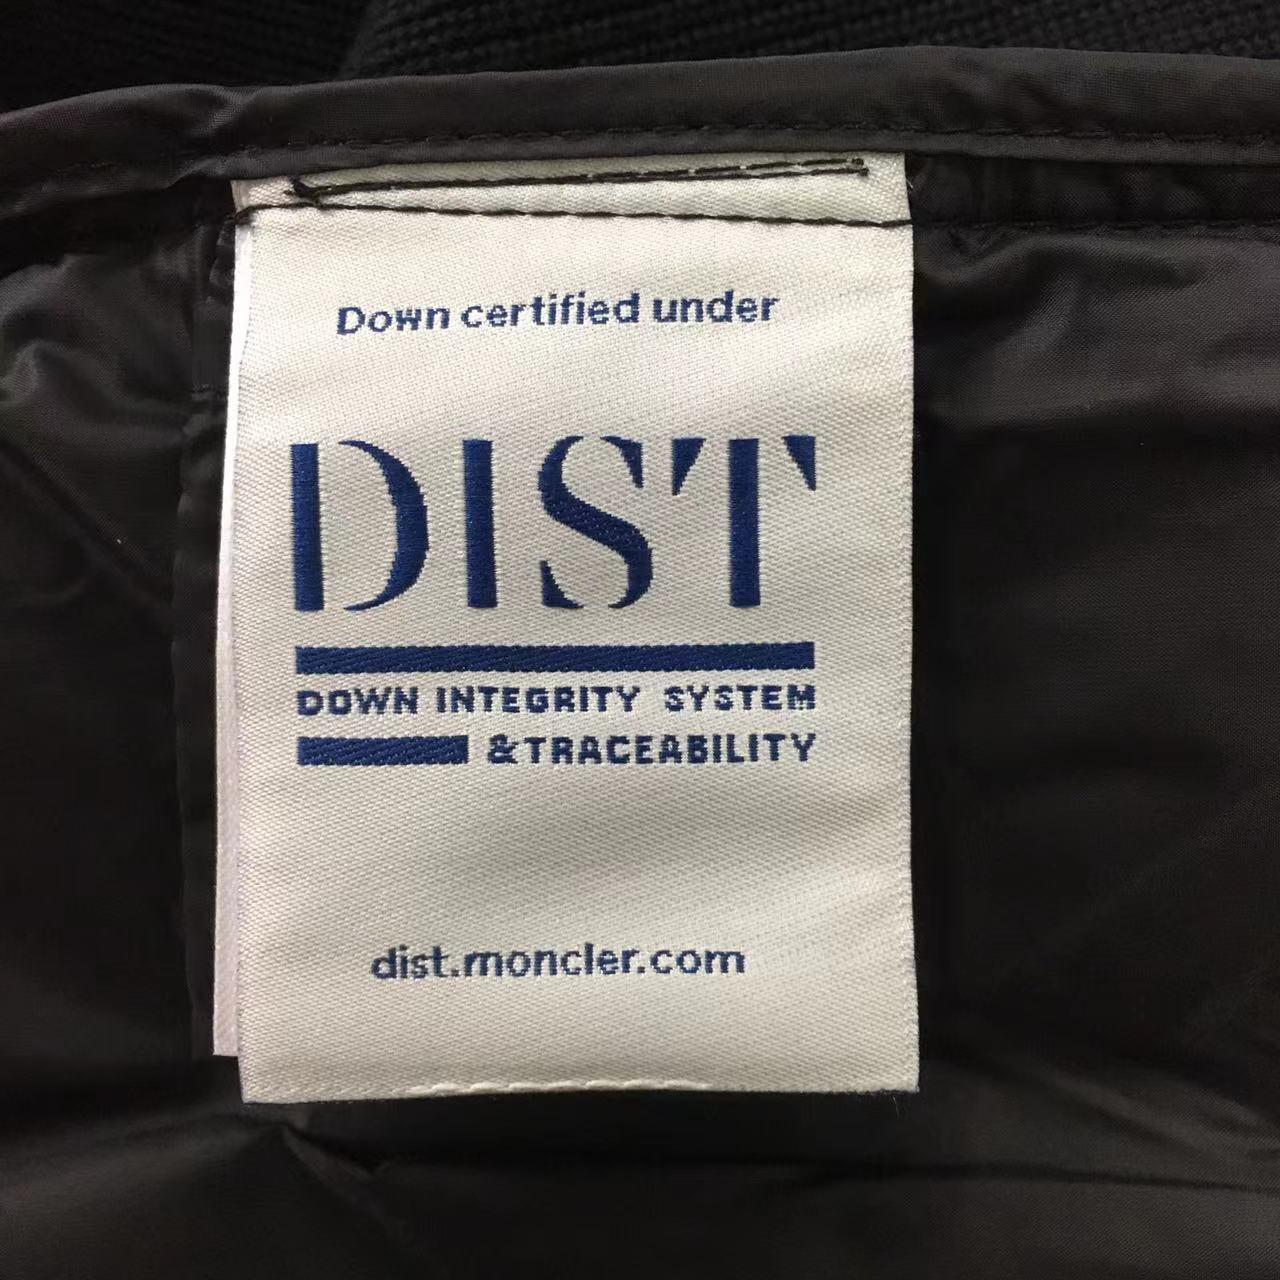 Down certified under
DIST
DOWN INTEGRITY SYSTEM
& TRACEABILITY
dist.moncler.com